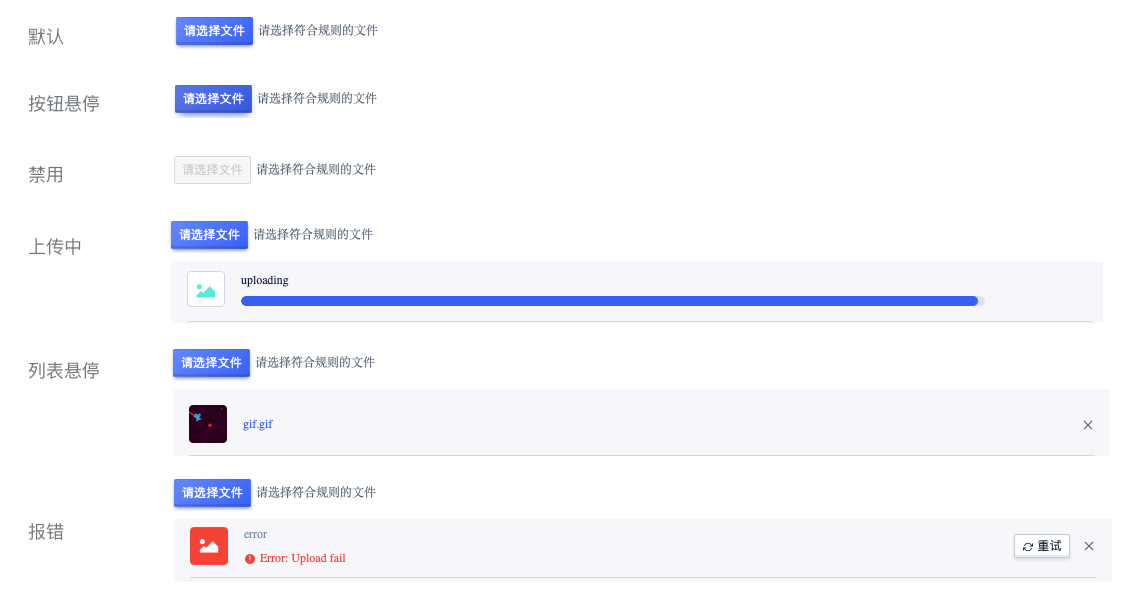 默认
请选择文件 请选择符合规则的文件
按钮悬停
请选择文件 请选择符合规则的文件
禁用
请选择文件 请选择符合规则的文件
上传中
请选择文件 请选择符合规则的文件
uploading
列表悬停
请选择文件 请选择符合规则的文件
gif.gif
报错
请选择文件 请选择符合规则的文件
error
Error: Upload fail
重试